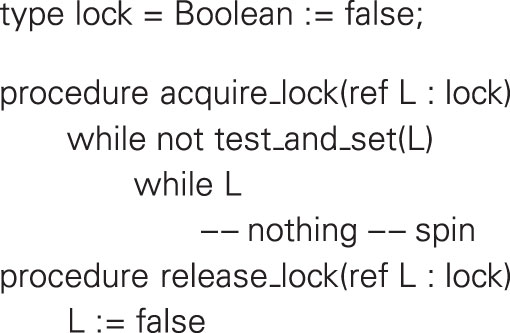 type lock = Boolean := false;
procedure acquire_lock(ref L : lock)
while not test_and_set(L)
while L
−− nothing −− spin
procedure release_lock(ref L : lock)
L := false